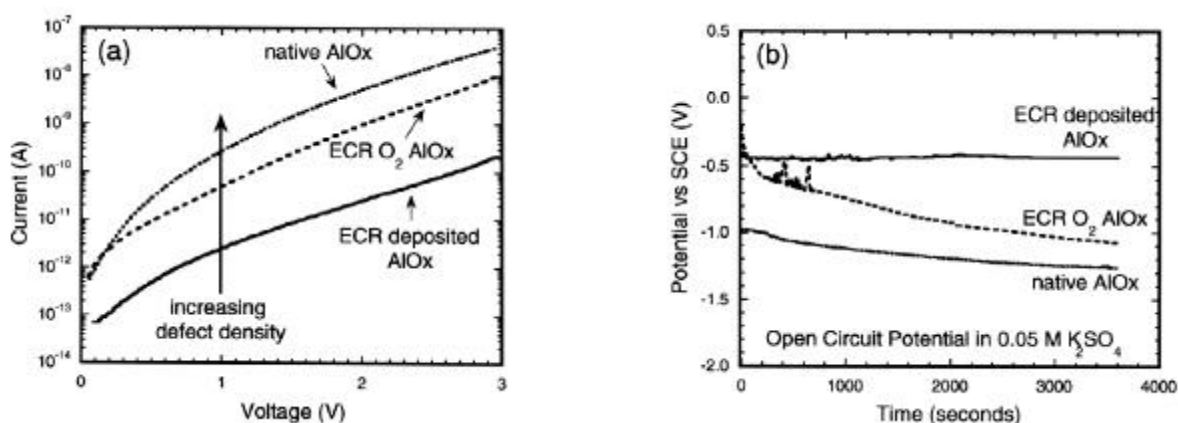 (a)
native AlOx
ECR O2 AlOx
ECR deposited
AlOx
increasing
defect density
Current (A)
10-7
10-8
10-9
10-10
10-11
10-12
10-13
10-14
0
1
2
3
Voltage (V)
(b)
ECR deposited
AlOx
ECR O2 AlOx
native AlOx
Open Circuit Potential in 0.05 M K2SO4
Potential vs SCE (V)
0.5
0.0
-0.5
-1.0
-1.5
-2.0
0
1000
2000
3000
4000
Time (seconds)